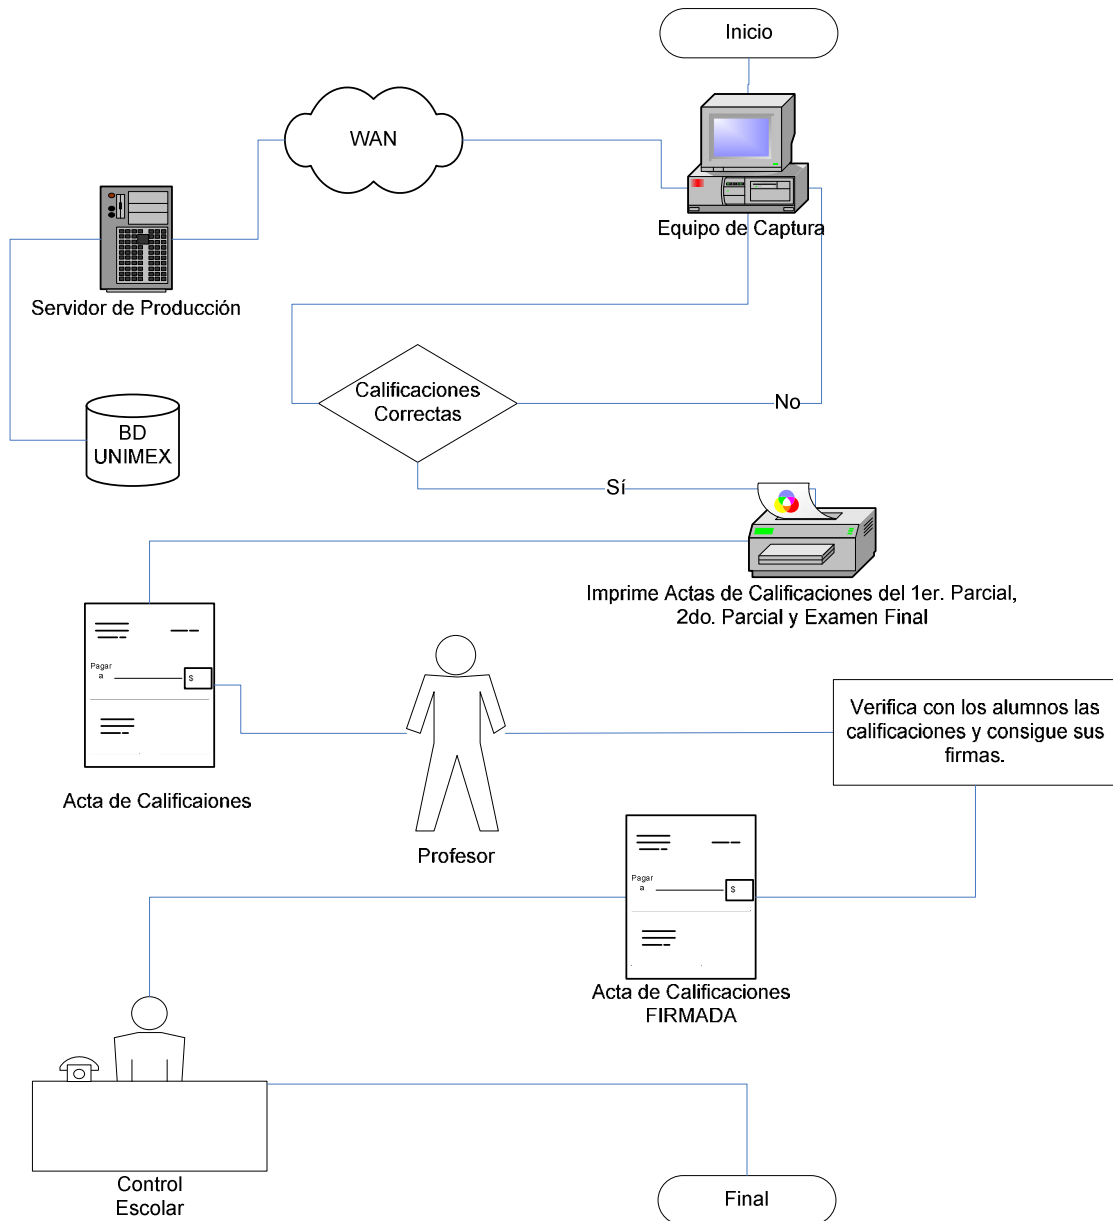 Inicio
WAN
Equipo de Captura
Servidor de Producción
Calificaciones
Correctas
No
BD
UNIMEX
Sí
Imprime Actas de Calificaciones del 1er. Parcial,
2do. Parcial y Examen Final
Pagar
a
$
Acta de Calificaiones
Profesor
Verifica con los alumnos las
calificaciones y consigue sus
firmas.
Pagar
a
$
Acta de Calificaciones
FIRMADA
Control
Escolar
Final